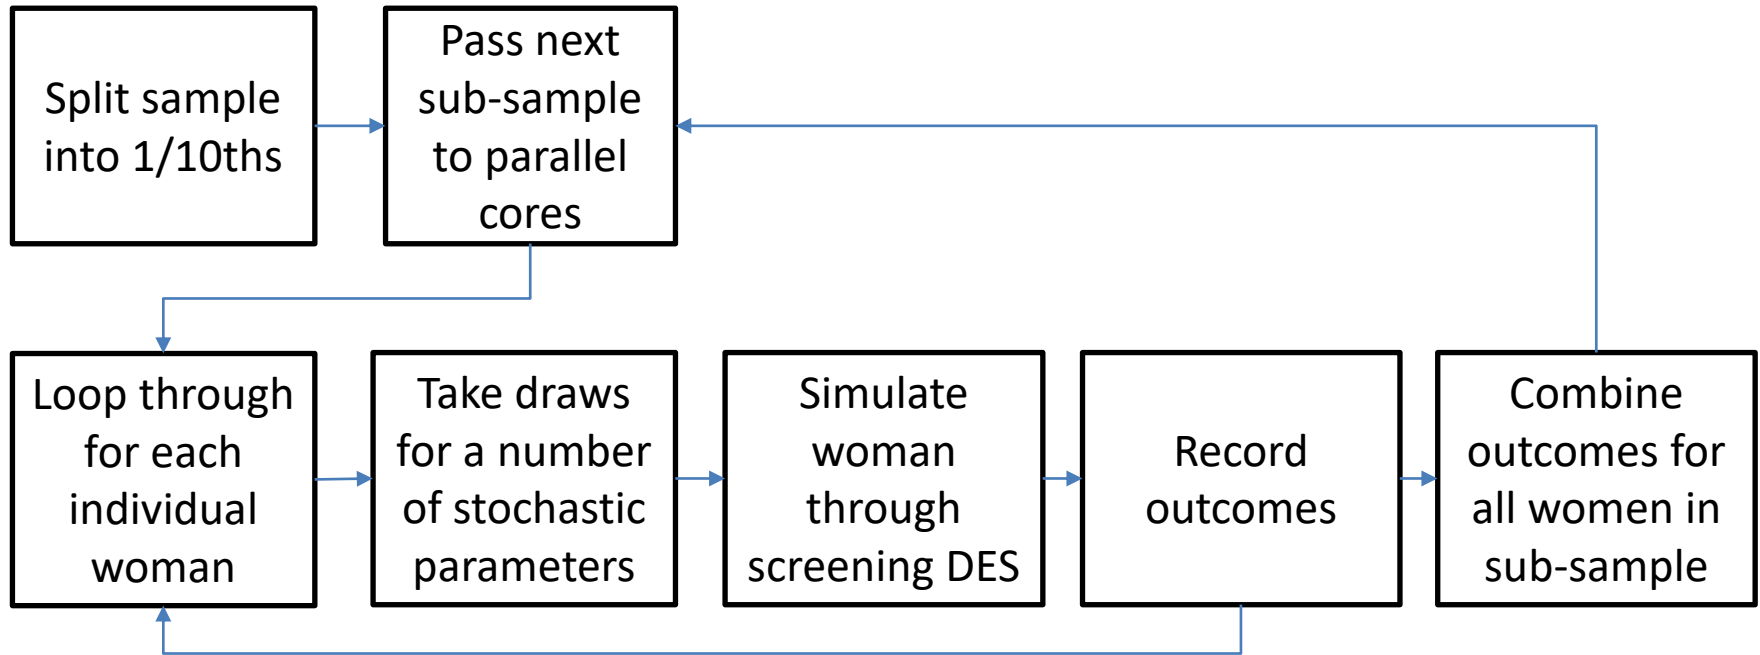 Split sample
into 1/10ths
Pass next
sub-sample
to parallel
cores
Loop through
for each
individual
woman
Take draws
for a number
of stochastic
parameters
Simulate
woman
through
screening DES
Record
outcomes
Combine
outcomes for
all women in
sub-sample